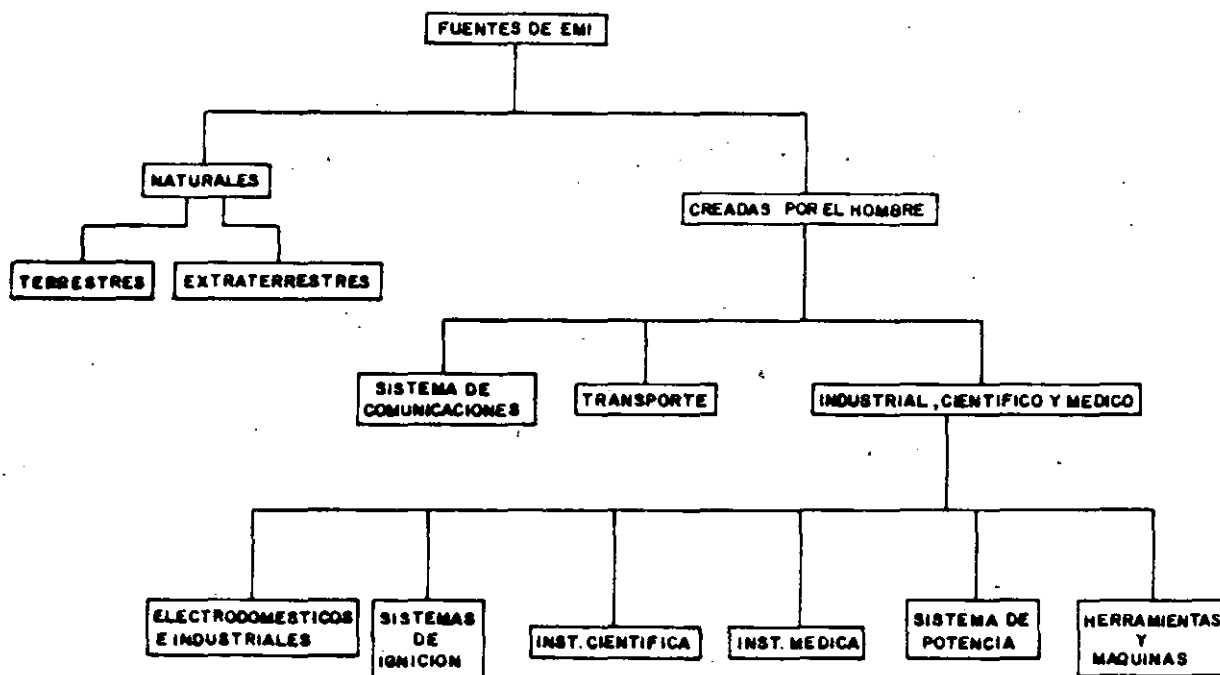 FUENTES DE EMI
NATURALES
CREADAS POR EL HOMBRE
TERRESTRES
EXTRATERRESTRES
SISTEMA DE
COMUNICACIONES
TRANSPORTE
INDUSTRIAL, CIENTIFICO Y MEDICO
ELECTRODOMESTICOS
E INDUSTRIALES
SISTEMAS
DE
IGNICION
INST. CIENTIFICA
INST. MEDICA
SISTEMA DE
POTENCIA
HERRAMIENTAS
Y
MAQUINAS